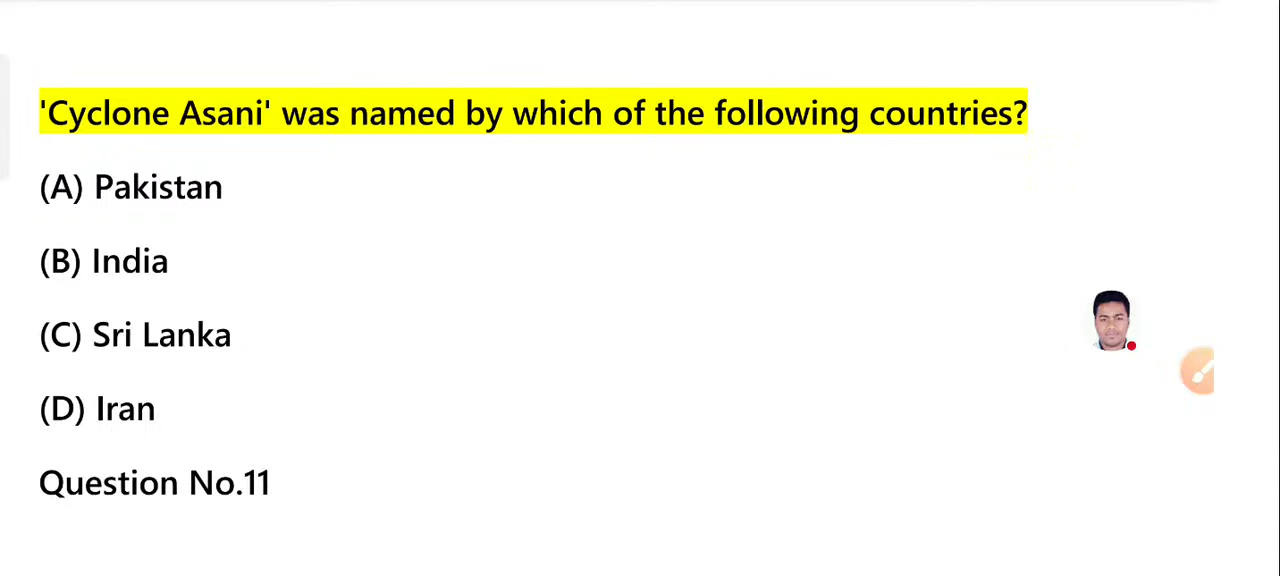 'Cyclone Asani' was named by which of the following countries?
(A) Pakistan
(B) India
(C) Sri Lanka
(D) Iran
Question No.11